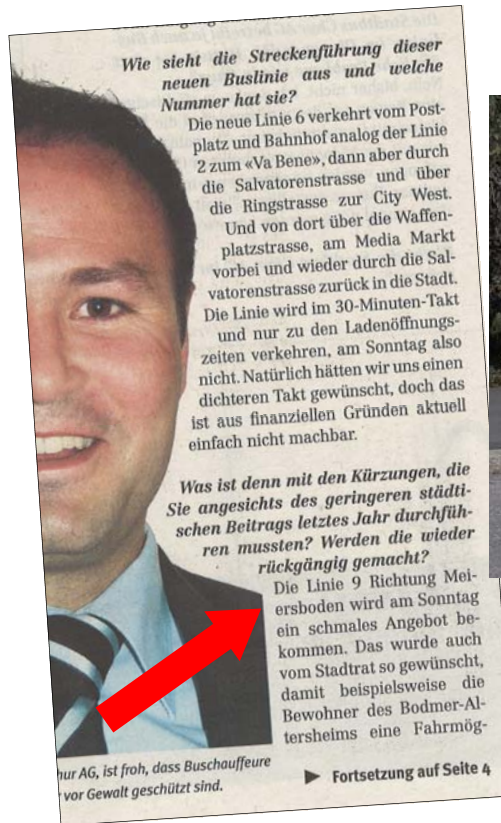 Wie sieht die Streckenführung dieser
neuen Buslinie aus und welche
Nummer hat sie?
Die neue Linie 6 verkehrt vom Post-
platz und Bahnhof analog der Linie
2 zum «Va Bene», dann aber durch
die Salvatorenstrasse und über
die Ringstrasse zur City West.
Und von dort über die Waffen-
platzstrasse, am Media Markt
vorbei und wieder durch die Sal-
vatorenstrasse zurück in die Stadt.
Die Linie wird im 30-Minuten-Takt
und nur zu den Ladenöffnungs-
zeiten verkehren, am Sonntag also
nicht. Natürlich hätten wir uns einen
dichteren Takt gewünscht, doch das
ist aus finanziellen Gründen aktuell
einfach nicht machbar.
Was ist denn mit den Kürzungen, die
Sie angesichts des geringeren städti-
schen Beitrags letztes Jahr durchfüh-
ren mussten? Werden die wieder
rückgängig gemacht?
Die Linie 9 Richtung Mei-
ersboden wird am Sonntag
ein schmales Angebot be-
kommen. Das wurde auch
vom Stadtrat so gewünscht,
damit beispielsweise die
Bewohner des Bodmer-Al-
tersheims eine Fahrmög-
▶ Fortsetzung auf Seite 4
hur AG, ist froh, dass Buschauffeure
vor Gewalt geschützt sind.